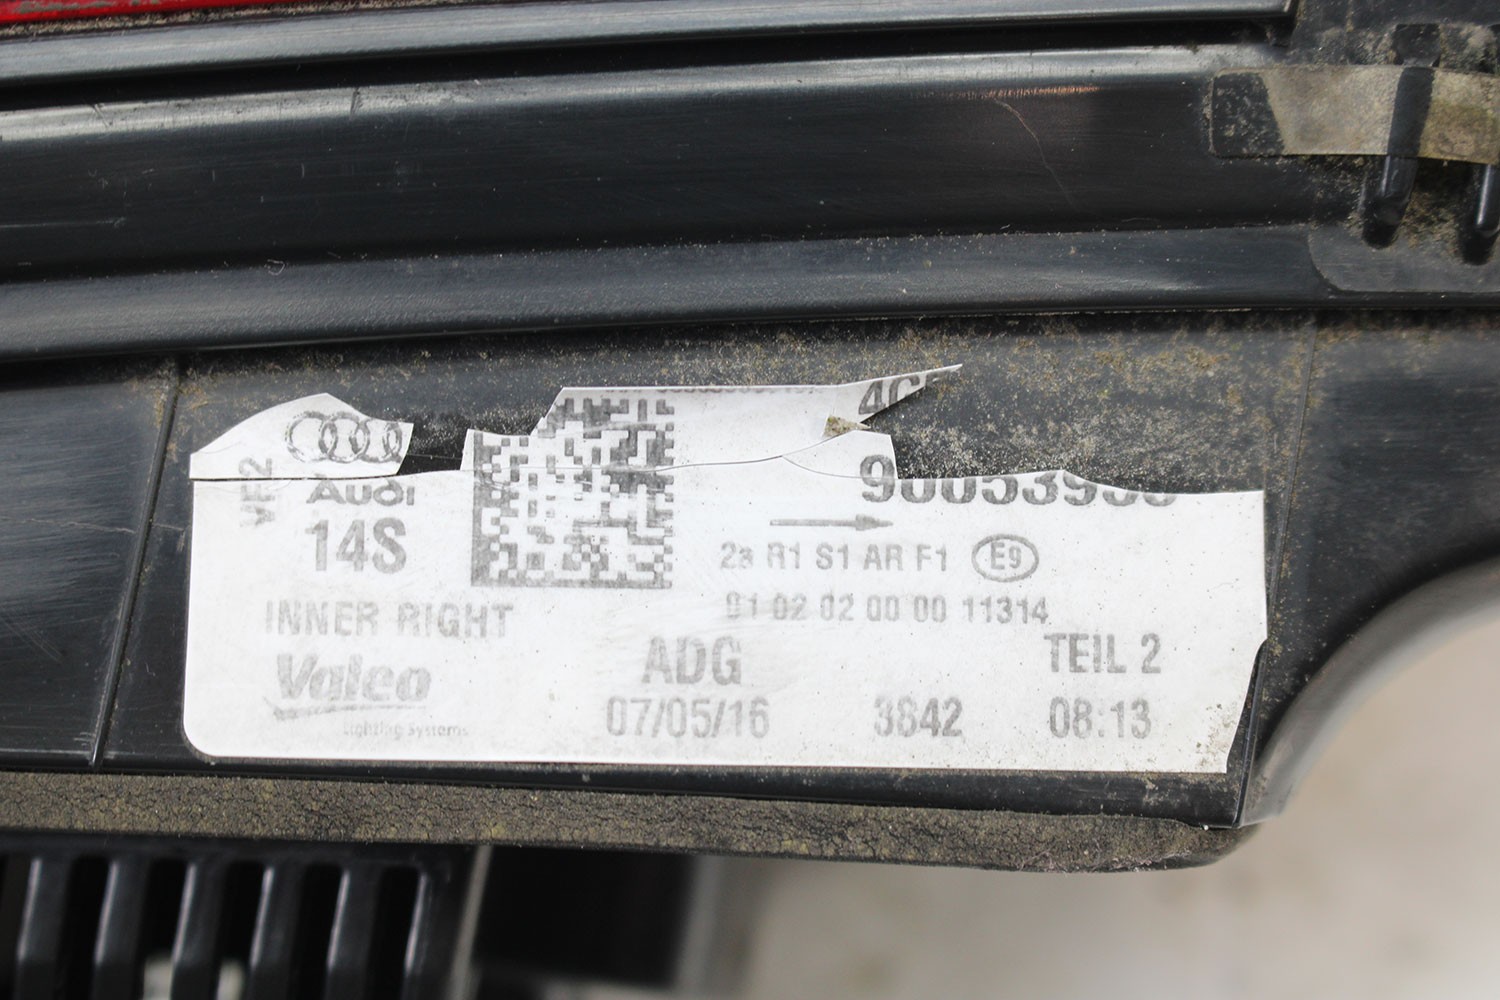 VF2
Audi
14S
INNER RIGHT
Valeo
Lighting Systems
2a R1 S1 AR F1 E9
01 02 02 00 00 11314
ADG TEIL 2
07/05/16 3842 08:13